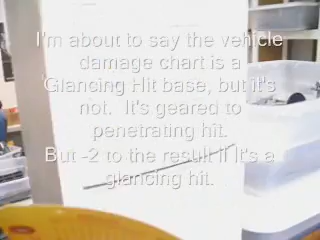 I'm about to say the vehicle
damage chart is a
Glancing Hit base, but it's
not.  It's geared to
penetrating hit.
But -2 to the result if it's a
glancing hit.